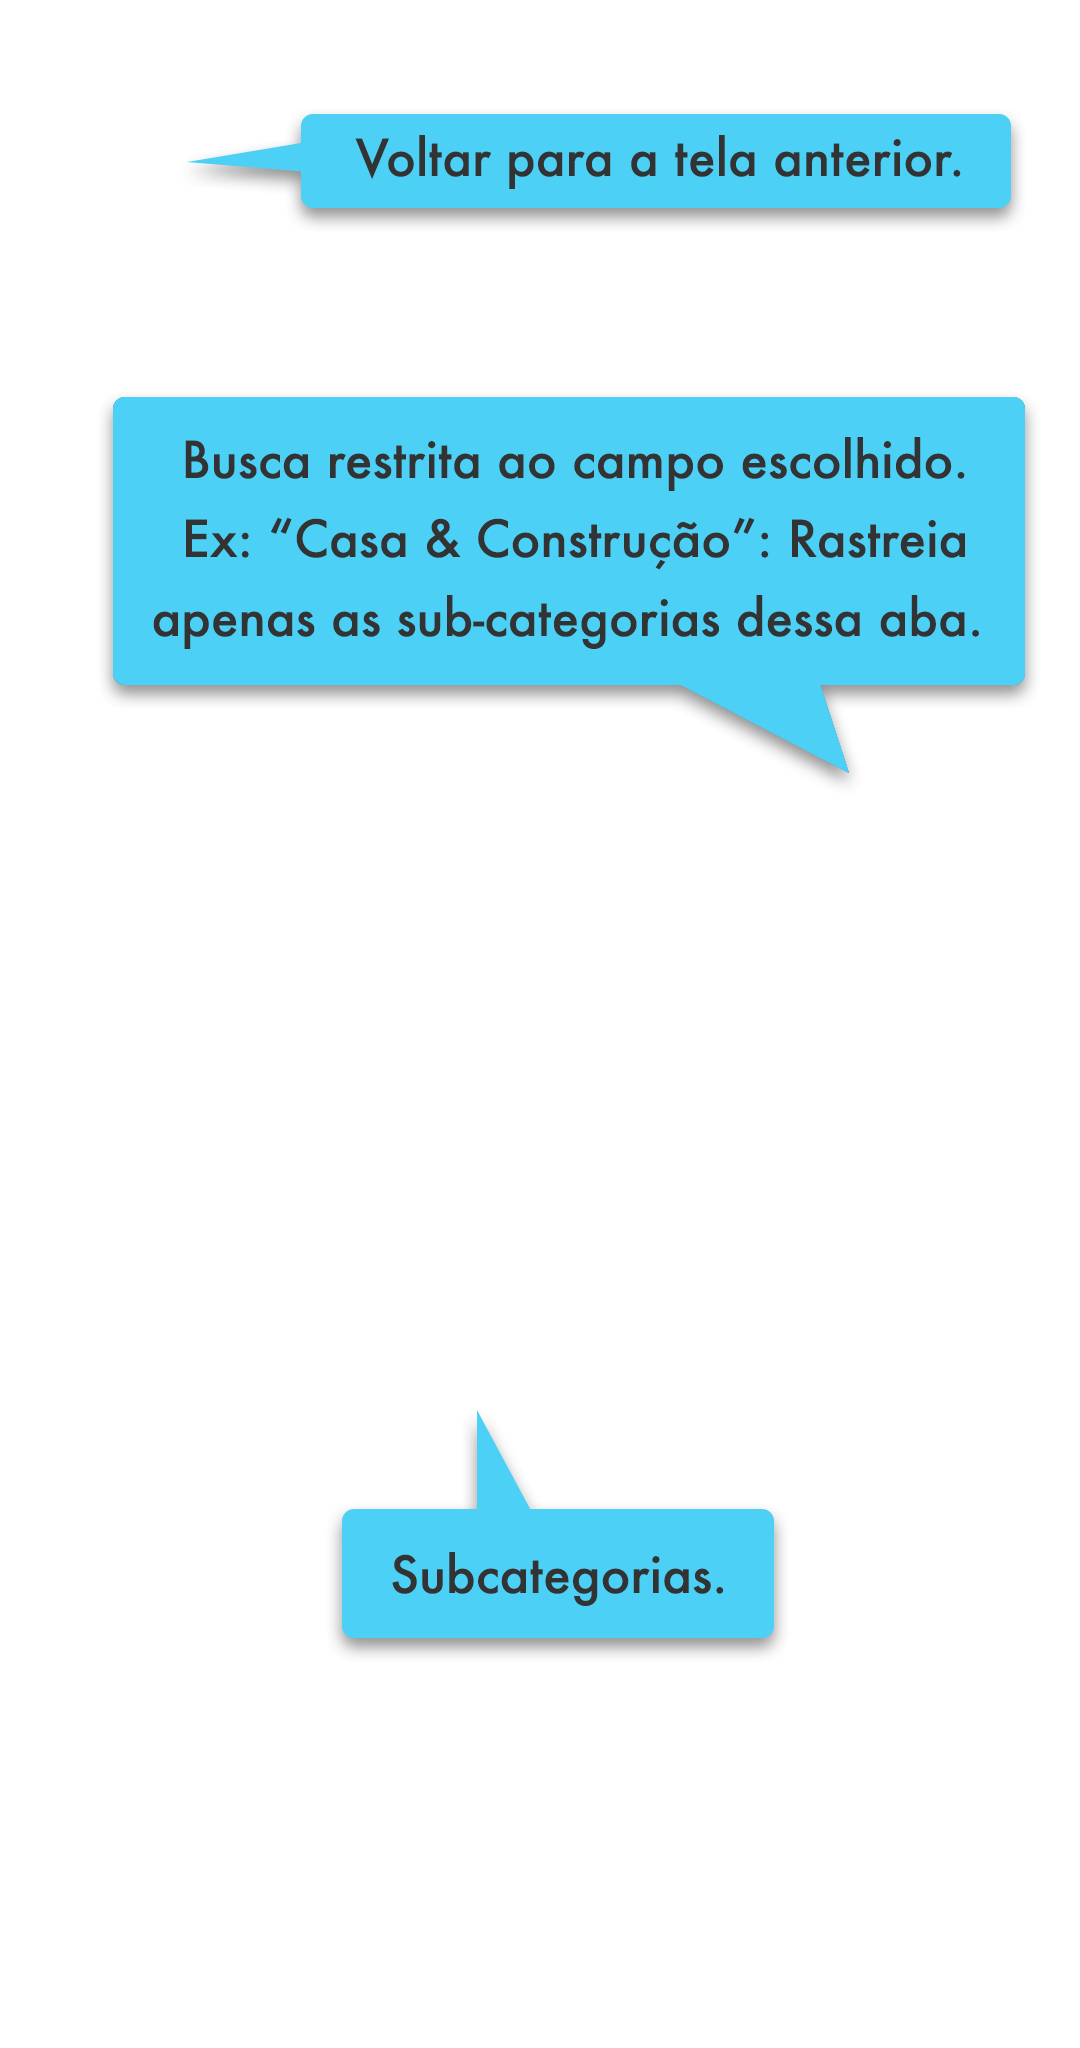 Voltar para a tela anterior.
Busca restrita ao campo escolhido.
Ex: “Casa & Construção”: Rastreia
apenas as sub-categorias dessa aba.
Subcategorias.